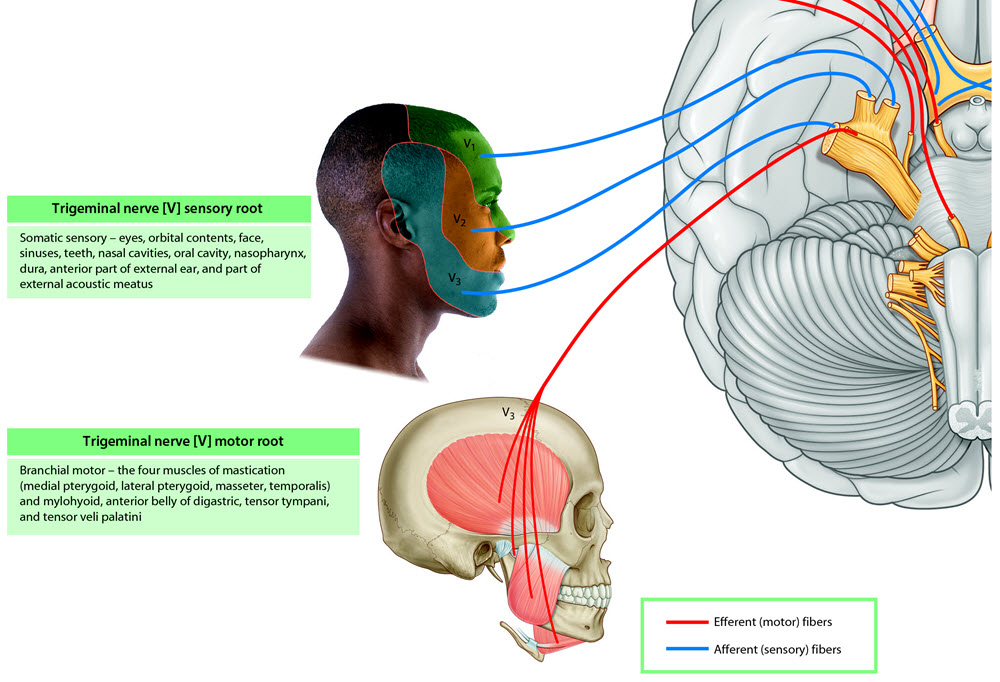 V1
V2
V3
Trigeminal nerve [V] sensory root
Somatic sensory – eyes, orbital contents, face,
sinuses, teeth, nasal cavities, oral cavity, nasopharynx,
dura, anterior part of external ear, and part of
external acoustic meatus
V3
Trigeminal nerve [V] motor root
Branchial motor – the four muscles of mastication
(medial pterygoid, lateral pterygoid, masseter, temporalis)
and mylohyoid, anterior belly of digastric, tensor tympani,
and tensor veli palatini
Efferent (motor) fibers
Afferent (sensory) fibers